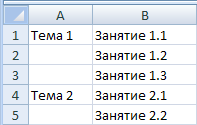 A B
1 Тема 1 Занятие 1.1
2 Занятие 1.2
3 Занятие 1.3
4 Тема 2 Занятие 2.1
5 Занятие 2.2